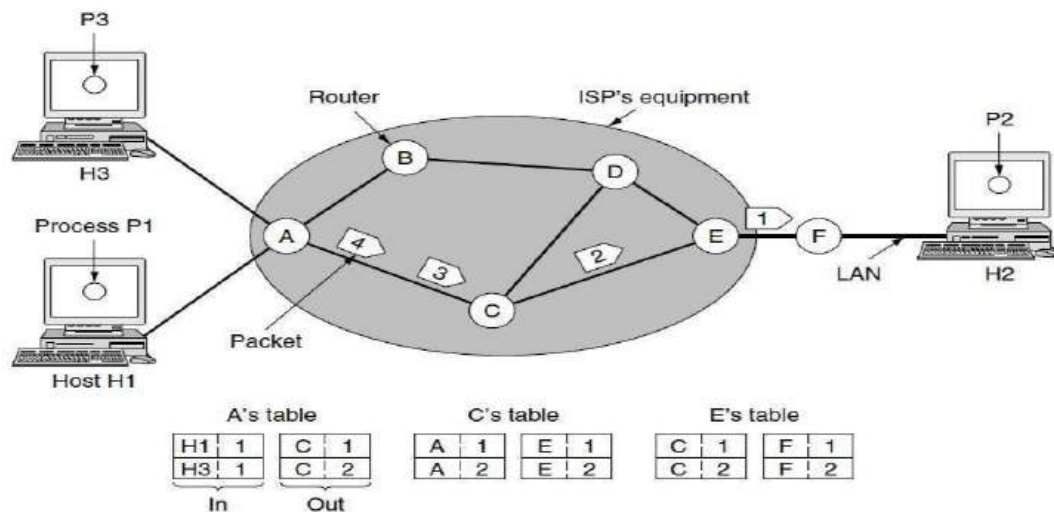 P3
Router
ISP's equipment
P2
H3
B
D
Process P1
A
4
3
2
E
1
F
C
LAN
H2
Packet
Host H1
A's table
C's table
E's table
H1 1 C 1 A 1 E 1 C 1 F 1
H3 1 C 2 A 2 E 2 C 2 F 2
In Out